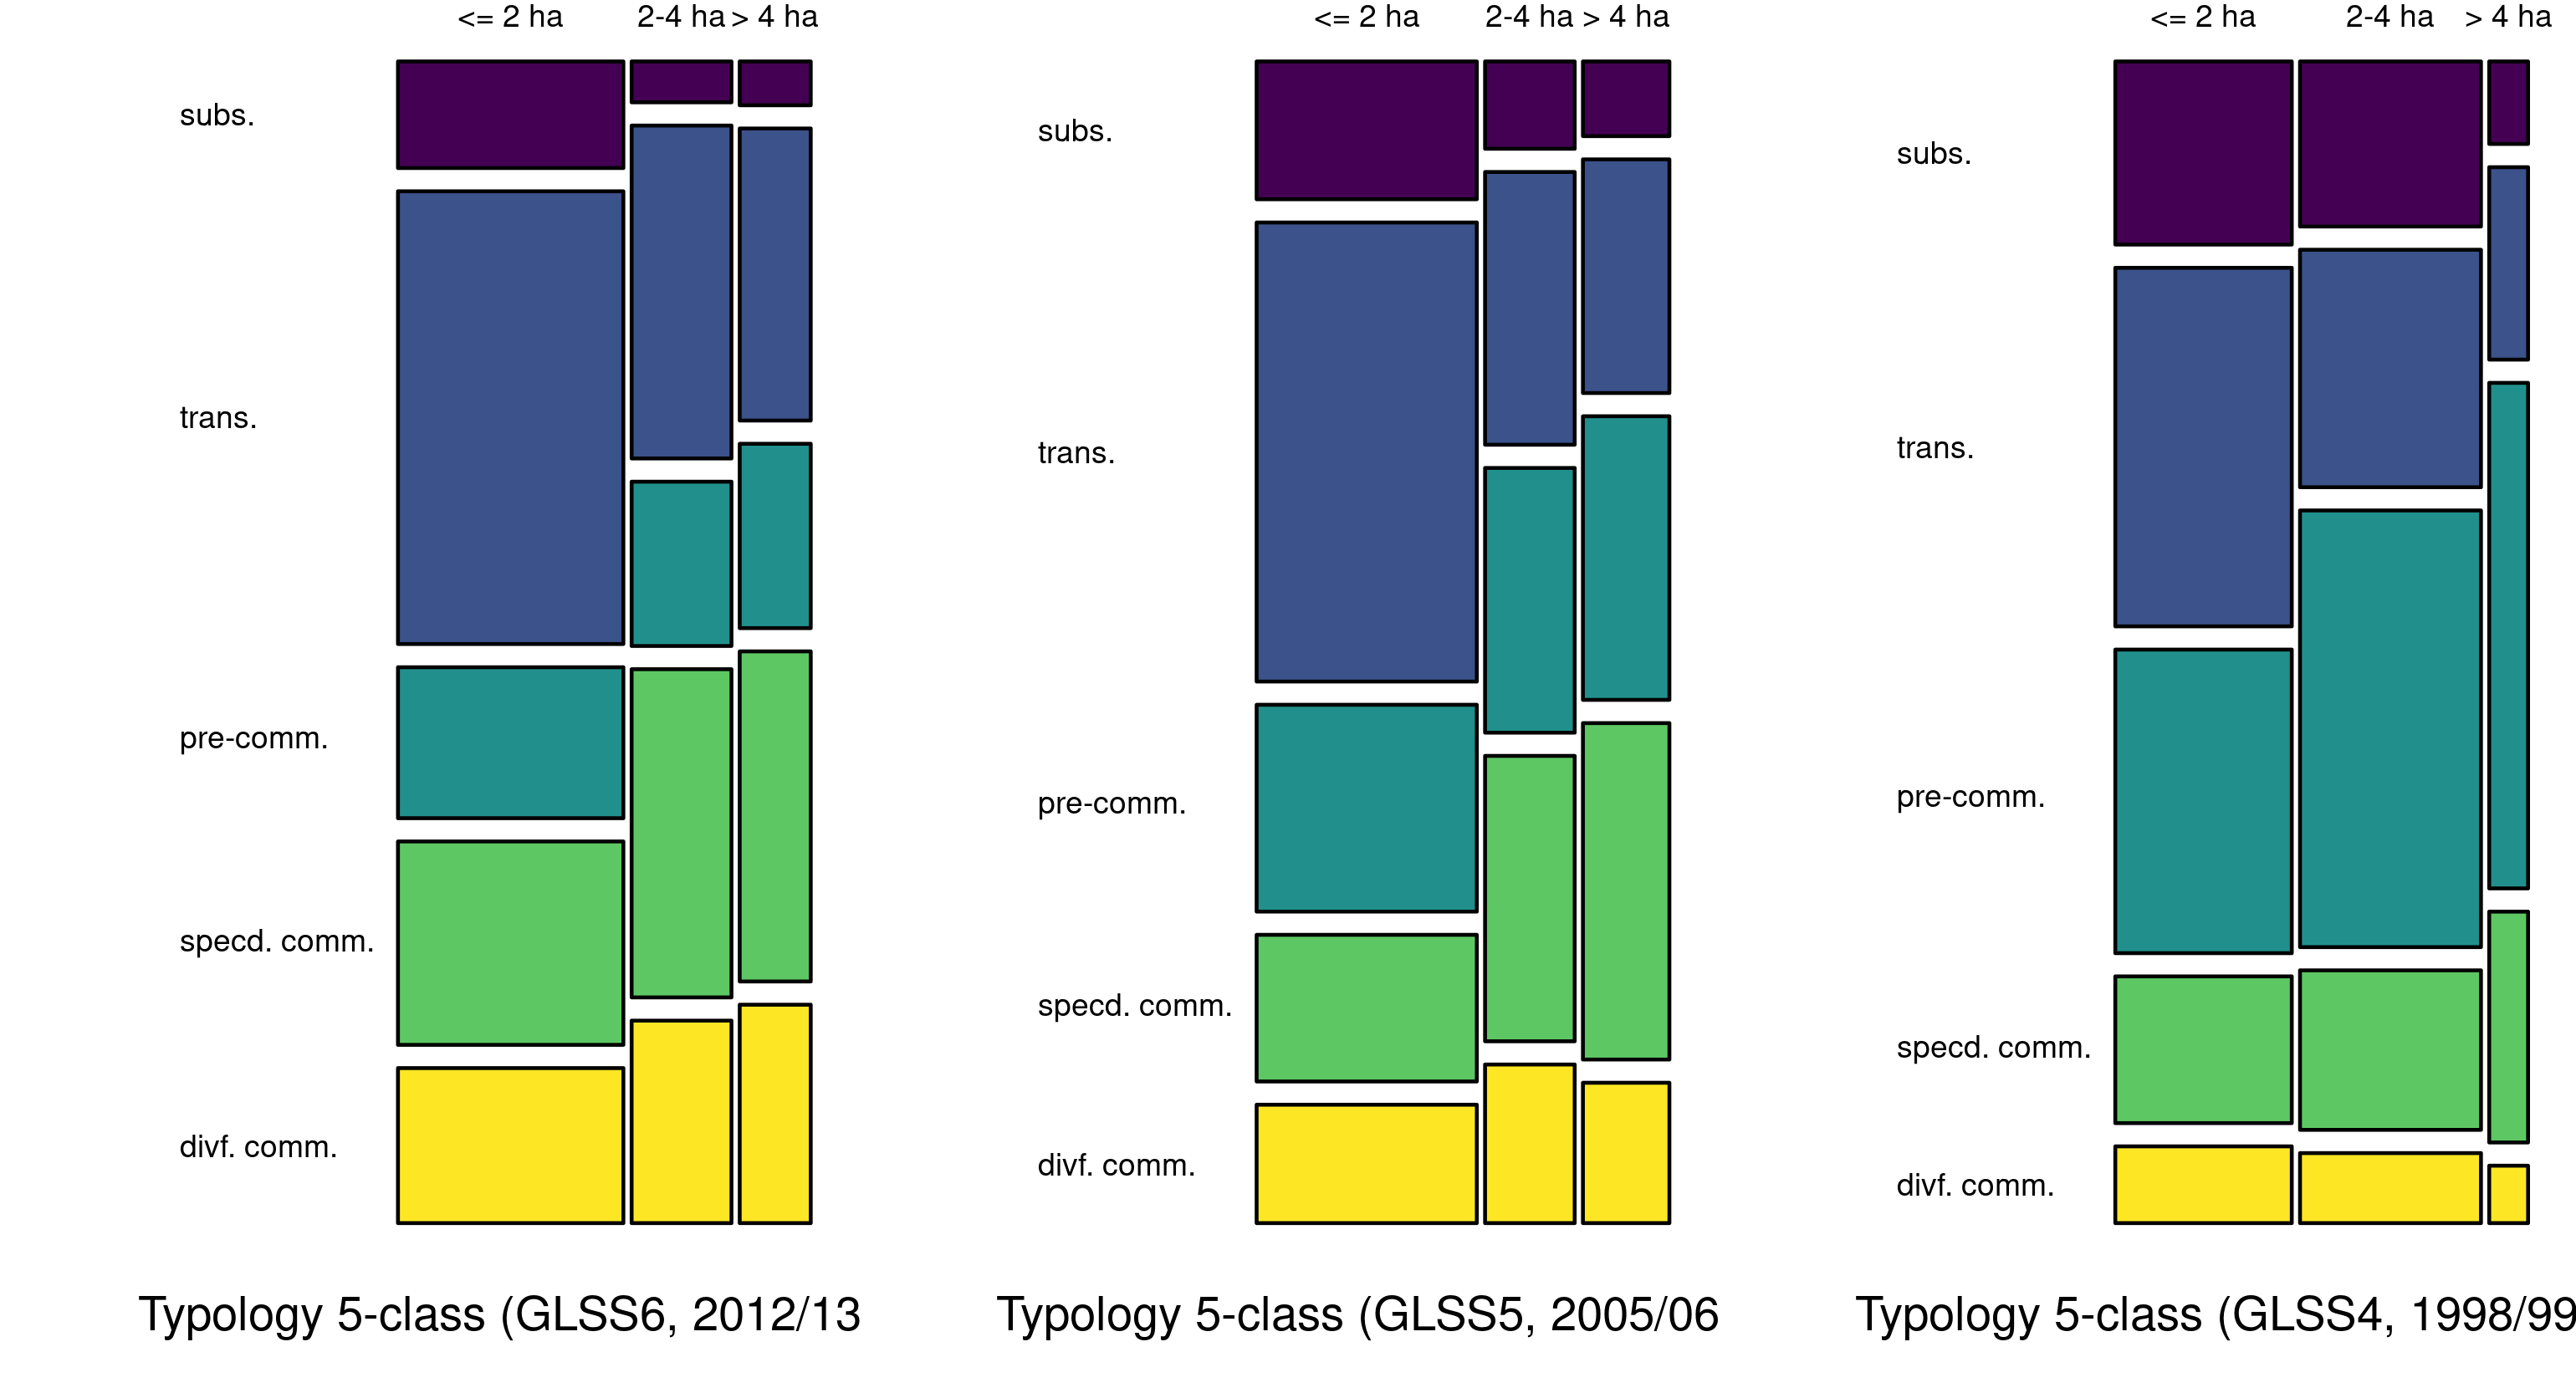 <= 2 ha 2-4 ha > 4 ha
subs.
trans.
pre-comm.
specd. comm.
divf. comm.
Typology 5-class (GLSS6, 2012/13
<= 2 ha 2-4 ha > 4 ha
subs.
trans.
pre-comm.
specd. comm.
divf. comm.
Typology 5-class (GLSS5, 2005/06
<= 2 ha 2-4 ha > 4 ha
subs.
trans.
pre-comm.
specd. comm.
divf. comm.
Typology 5-class (GLSS4, 1998/99